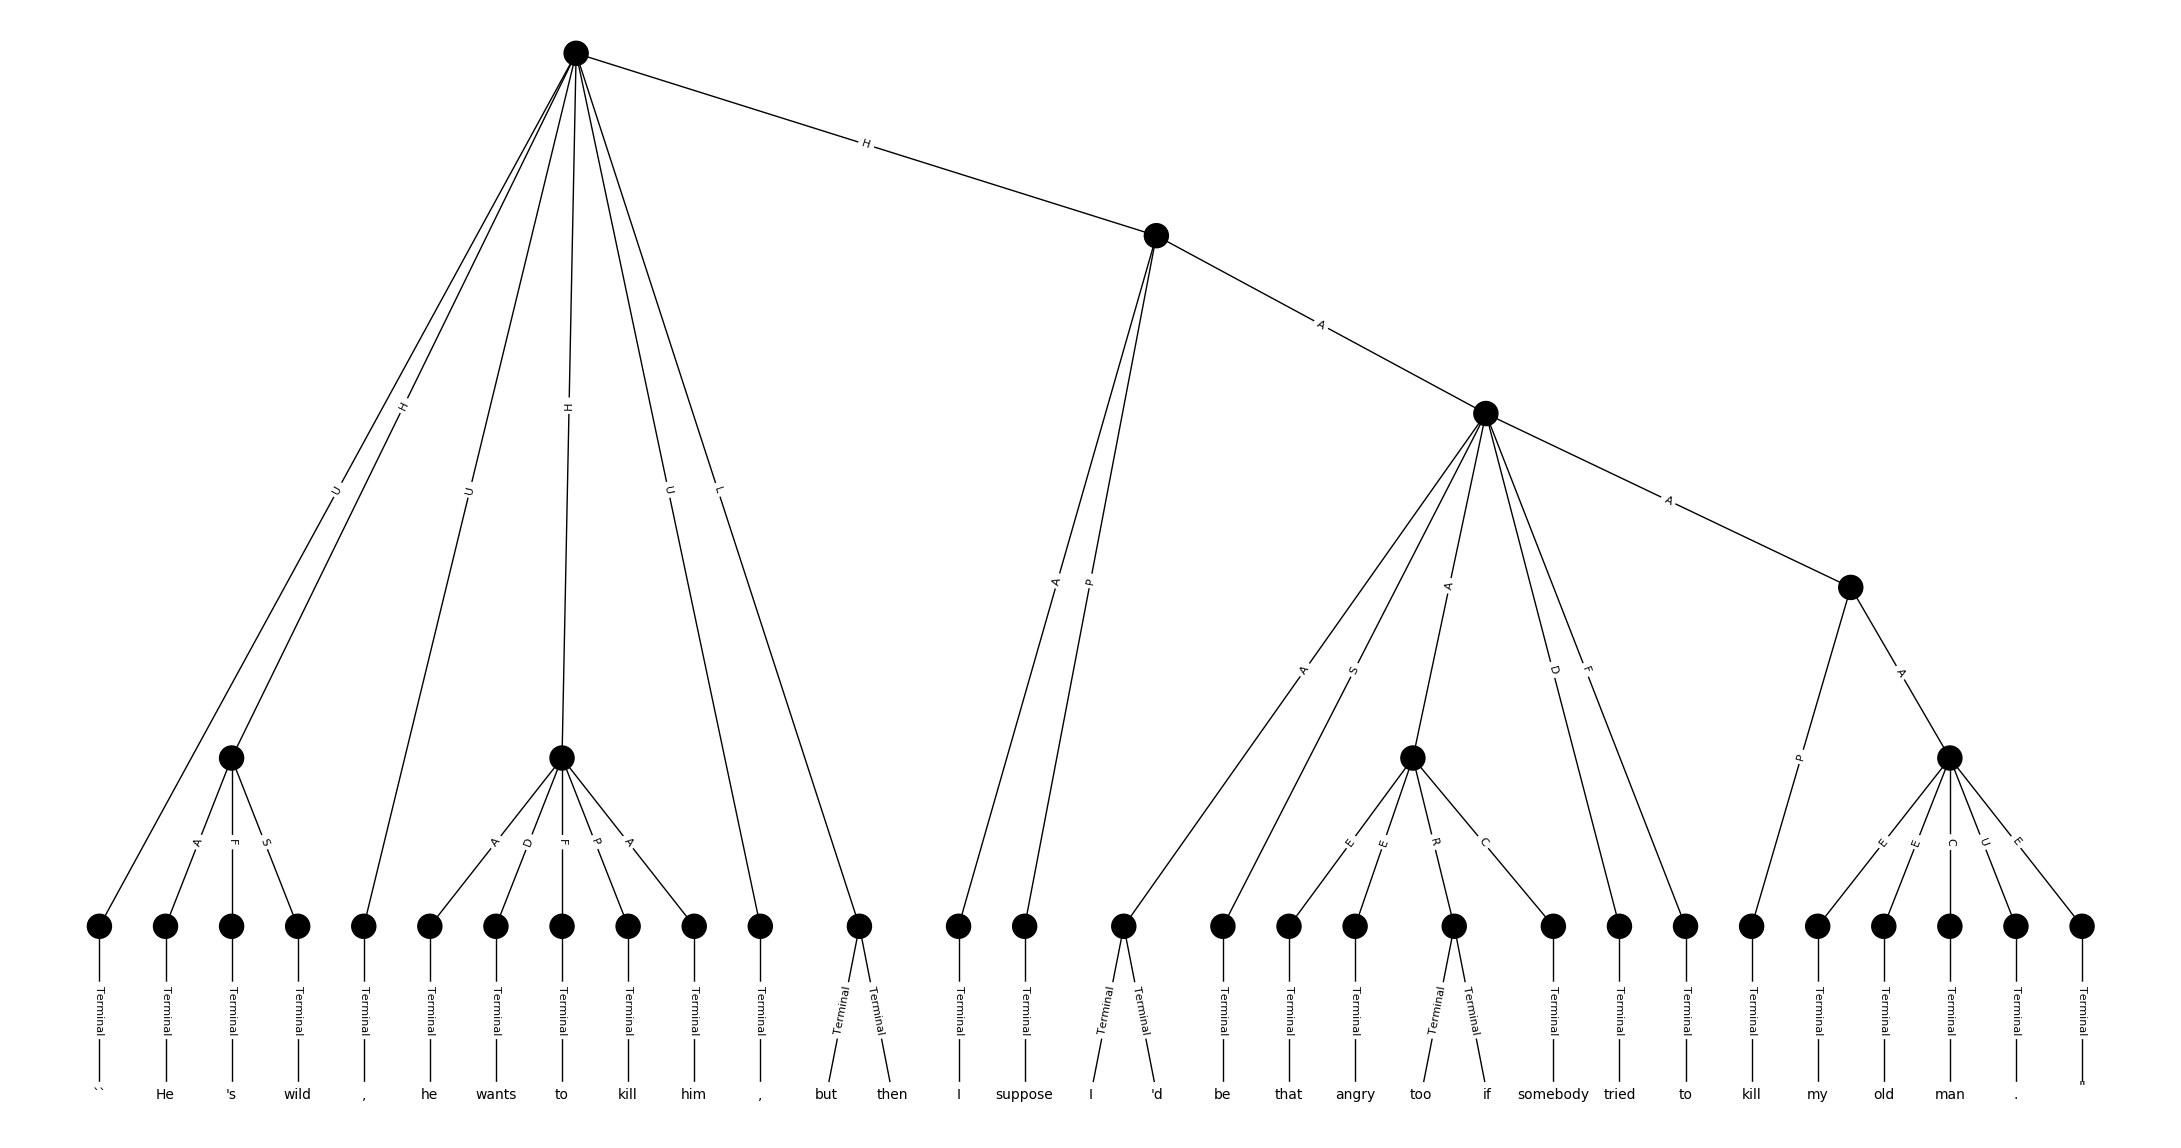 H
A
H
H
U
U
U
L
A
A
P
A
A
S
D
F
A
P
A
F
S
A
D
F
P
A
E
E
R
C
E
E
C
U
E
Terminal Terminal Terminal Terminal Terminal Terminal Terminal Terminal Terminal Terminal Terminal Terminal Terminal Terminal Terminal Terminal Terminal Terminal Terminal Terminal Terminal Terminal Terminal Terminal Terminal Terminal Terminal Terminal Terminal Terminal Terminal
`` He 's wild , he wants to kill him , but then I suppose I 'd be that angry too if somebody tried to kill my old man . "